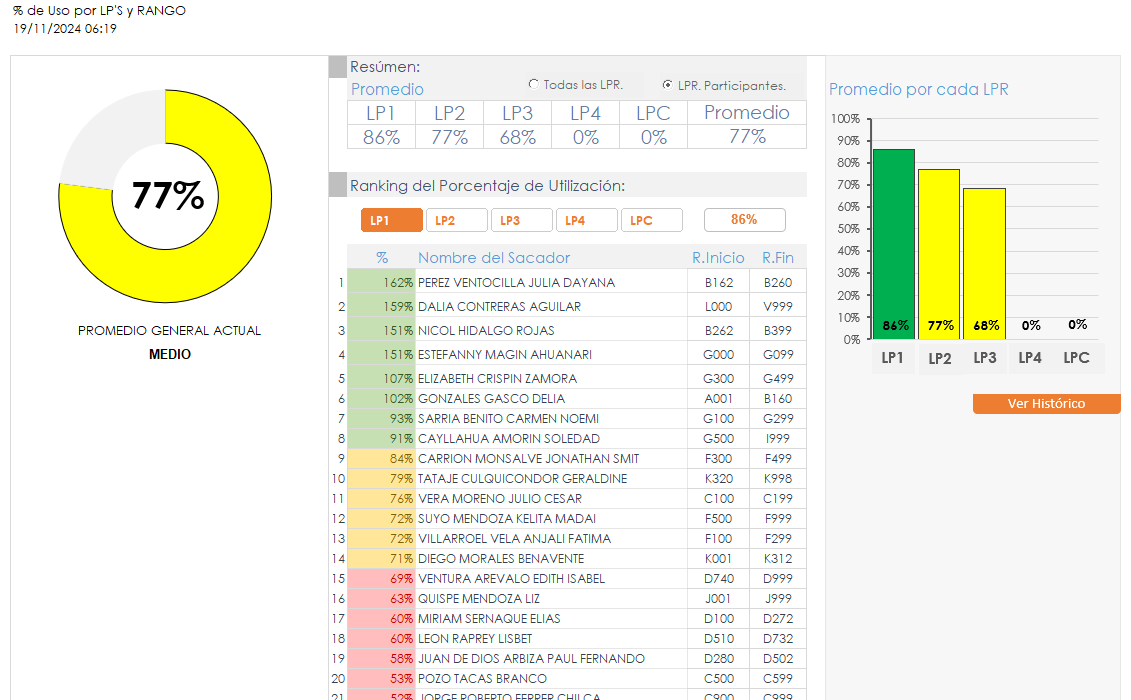 % de Uso por LP'S y RANGO
19/11/2024 06:19
77%
PROMEDIO GENERAL ACTUAL
MEDIO
Resúmen:
Promedio
Todas las LPR.
LPR. Participantes.
LP1 LP2 LP3 LP4 LPC Promedio
86% 77% 68% 0% 0% 77%
Ranking del Porcentaje de Utilización:
LP1 LP2 LP3 LP4 LPC 86%
% Nombre del Sacador R.Inicio R.Fin
1 162% PEREZ VENTOCILLA JULIA DAYANA B162 B260
2 159% DALIA CONTRERAS AGUILAR L000 V999
3 151% NICOL HIDALGO ROJAS B262 B399
4 151% ESTEFANNY MAGIN AHUANARI G000 G099
5 107% ELIZABETH CRISPIN ZAMORA G300 G499
6 102% GONZALES GASCO DELIA A001 B160
7 93% SARRIA BENITO CARMEN NOEMI G100 G299
8 91% CAYLLAHUA AMORIN SOLEDAD G500 I999
9 84% CARRION MONSALVE JONATHAN SMIT F300 F499
10 79% TATAJE CULQUICONDOR GERALDINE K320 K998
11 76% VERA MORENO JULIO CESAR C100 C199
12 72% SUYO MENDOZA KELITA MADAI F500 F999
13 72% VILLARROEL VELA ANJALI FATIMA F100 F299
14 71% DIEGO MORALES BENAVENTE K001 K312
15 69% VENTURA AREVALO EDITH ISABEL D740 D999
16 63% QUISPE MENDOZA LIZ J001 J999
17 60% MIRIAM SERNAQUE ELIAS D100 D272
18 60% LEON RAPREY LISBET D510 D732
19 58% JUAN DE DIOS ARBIZA PAUL FERNANDO D280 D502
20 53% POZO TACAS BRANCO C500 C599
21 52% JORGE ROBERTO FERRER CHILCA C900 C999
Promedio por cada LPR
100%
90%
80%
70%
60%
50%
40%
30%
20%
10%
0%
86% 77% 68% 0% 0%
LP1 LP2 LP3 LP4 LPC
Ver Histórico